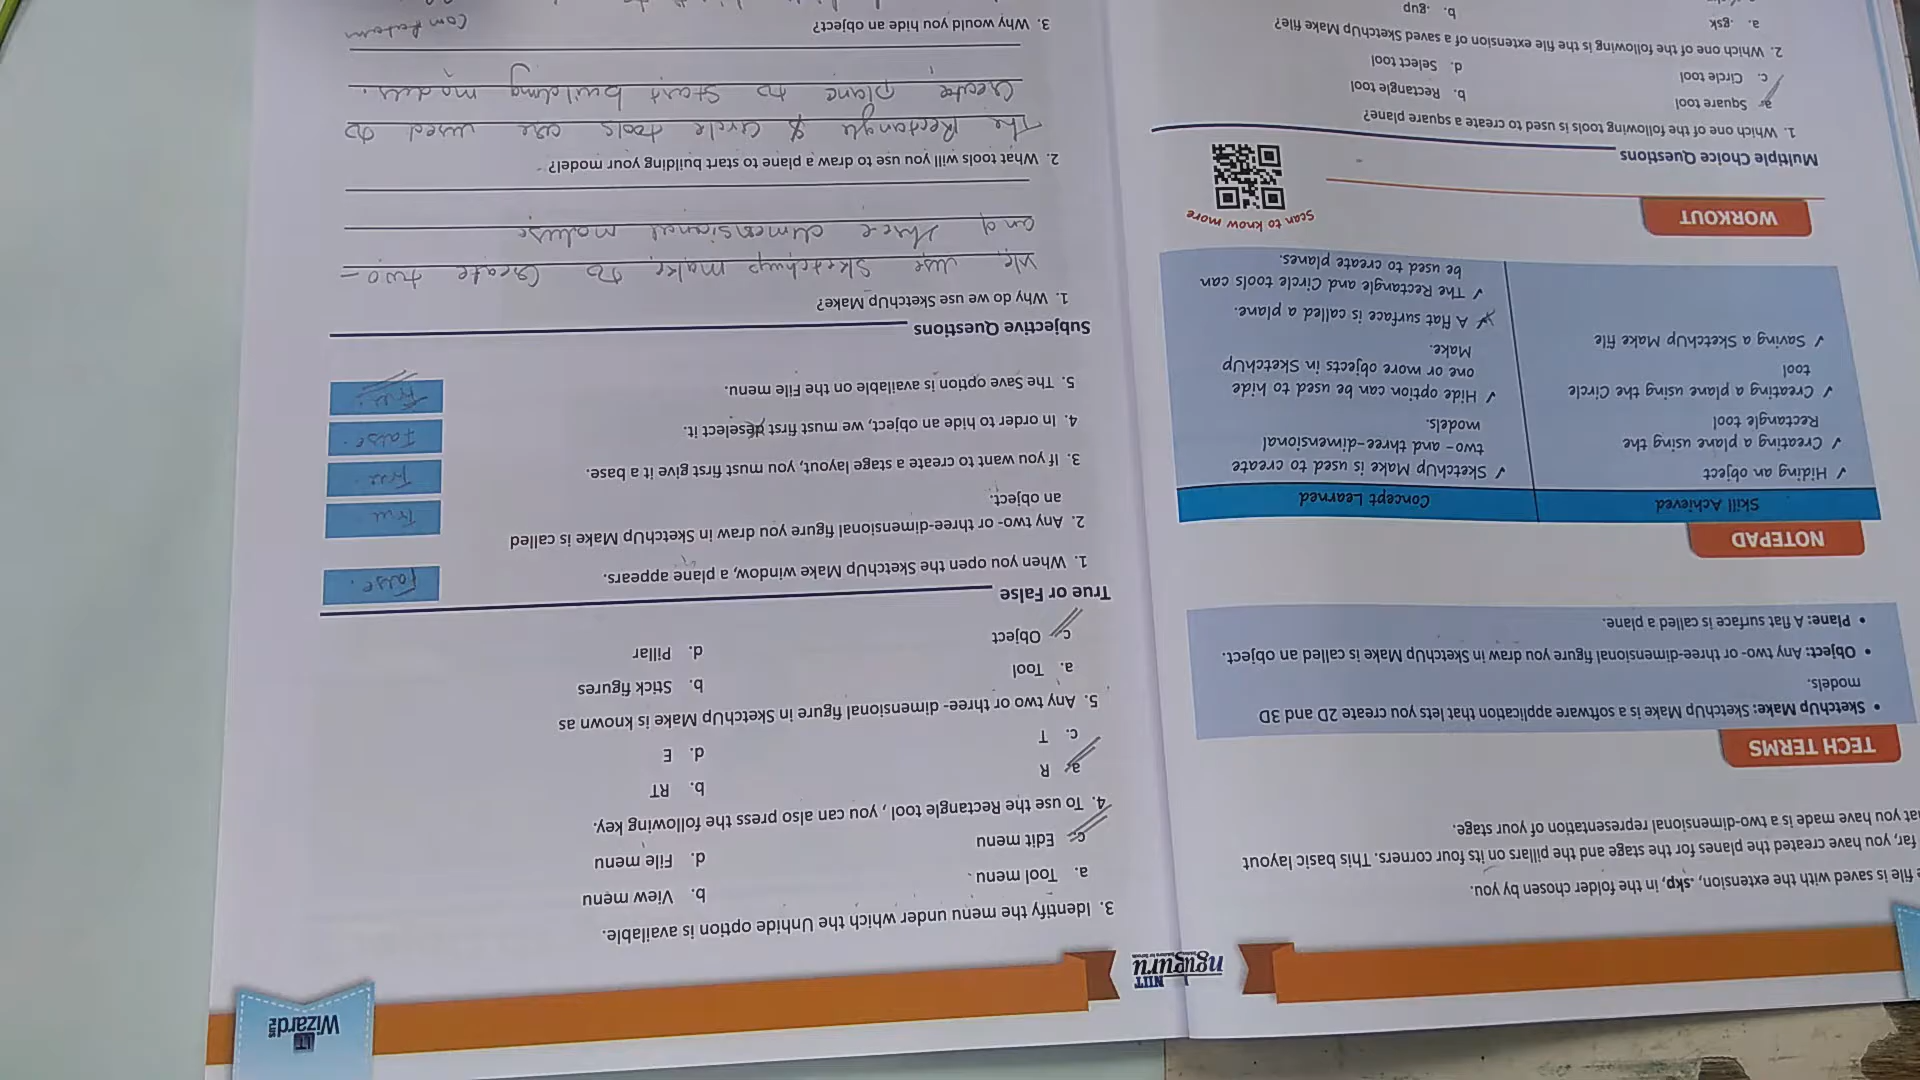 e file is saved with the extension, .skp, in the folder chosen by you.
far, you have created the planes for the stage and the pillars on its four corners. This basic layout
at you have made is a two-dimensional representation of your stage.
TECH TERMS
• SketchUp Make: SketchUp Make is a software application that lets you create 2D and 3D
models.
• Object: Any two- or three-dimensional figure you draw in SketchUp Make is called an object.
• Plane: A flat surface is called a plane.
NOTEPAD
Skill Achieved
✓ Hiding an object
✓ Creating a plane using the
Rectangle tool
✓ Creating a plane using the Circle
tool
✓ Saving a SketchUp Make file
Concept Learned
✓ SketchUp Make is used to create
two- and three-dimensional
models.
✓ Hide option can be used to hide
one or more objects in SketchUp
Make.
✓ A flat surface is called a plane.
✓ The Rectangle and Circle tools can
be used to create planes.
WORKOUT
Scan to know more
Multiple Choice Questions
1. Which one of the following tools is used to create a square plane?
a. Square tool
b. Rectangle tool
c. Circle tool
d. Select tool
2. Which one of the following is the file extension of a saved SketchUp Make file?
a. .gsk
b. .gup
NIIT
nguru
IT
Wizard
PLUS
3. Identify the menu under which the Unhide option is available.
a. Tool menu
b. View menu
c. Edit menu
d. File menu
4. To use the Rectangle tool , you can also press the following key.
a. R
b. RT
c. T
d. E
5. Any two or three- dimensional figure in SketchUp Make is known as
a. Tool
b. Stick figures
c. Object
d. Pillar
True or False
1. When you open the SketchUp Make window, a plane appears.
False.
2. Any two- or three-dimensional figure you draw in SketchUp Make is called
an object.
True
3. If you want to create a stage layout, you must first give it a base.
True.
4. In order to hide an object, we must first deselect it.
False.
5. The Save option is available on the File menu.
True.
Subjective Questions
1. Why do we use SketchUp Make?
We use Sketchup make to create two =
and three dimensional
2. What tools will you use to draw a plane to start building your model?
The Rectangle & circle tools are used to
create plane to start building models.
3. Why would you hide an object?